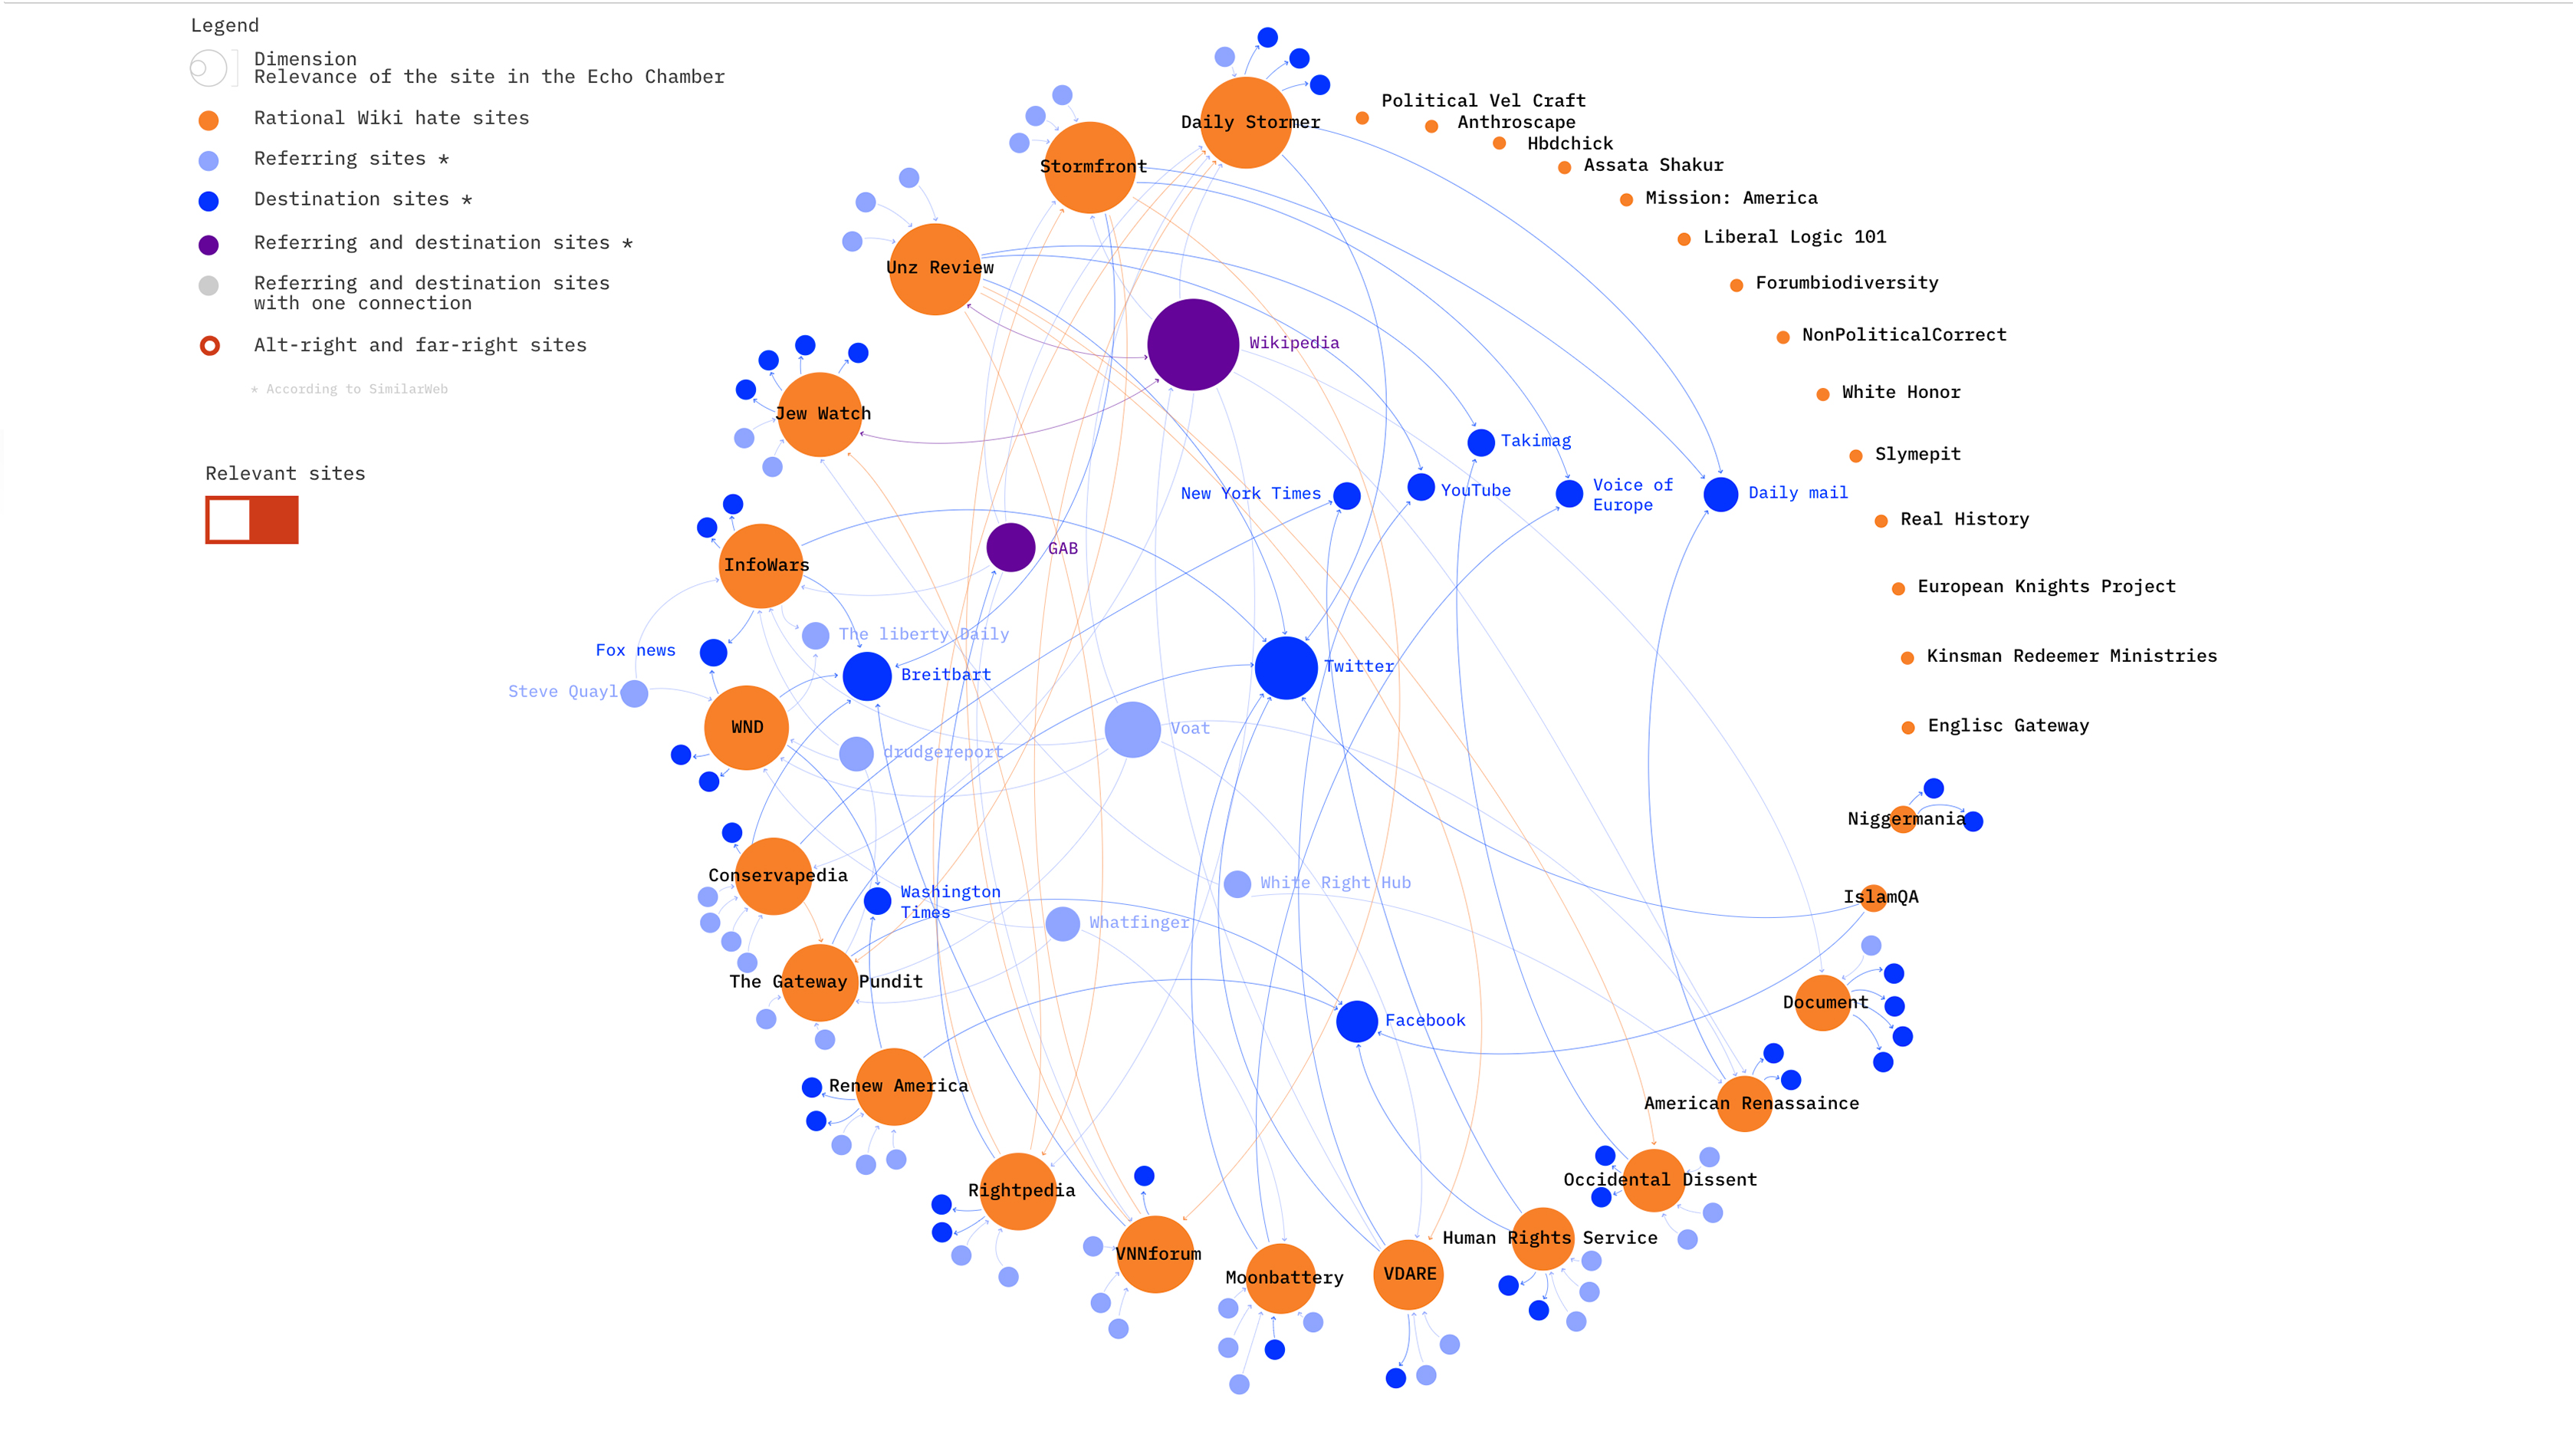 Legend
Dimension
Relevance of the site in the Echo Chamber
Rational Wiki hate sites
Referring sites *
Destination sites *
Referring and destination sites *
Referring and destination sites
with one connection
Alt-right and far-right sites
* According to SimilarWeb
Relevant sites
Daily Stormer
Stormfront
Unz Review
Wikipedia
Jew Watch
Takimag
New York Times
YouTube
Voice of
Europe
Daily mail
GAB
InfoWars
The liberty Daily
Fox news
Breitbart
Twitter
Steve Quayl
WND
Voat
drudgereport
Conservapedia
Washington
Times
White Right Hub
Whatfinger
The Gateway Pundit
Facebook
Renew America
Rightpedia
VNNforum
Moonbattery
VDARE
Human Rights Service
Occidental Dissent
American Renassaince
Document
IslamQA
Niggermania
Political Vel Craft
Anthroscape
Hbdchick
Assata Shakur
Mission: America
Liberal Logic 101
Forumbiodiversity
NonPoliticalCorrect
White Honor
Slymepit
Real History
European Knights Project
Kinsman Redeemer Ministries
Englisc Gateway